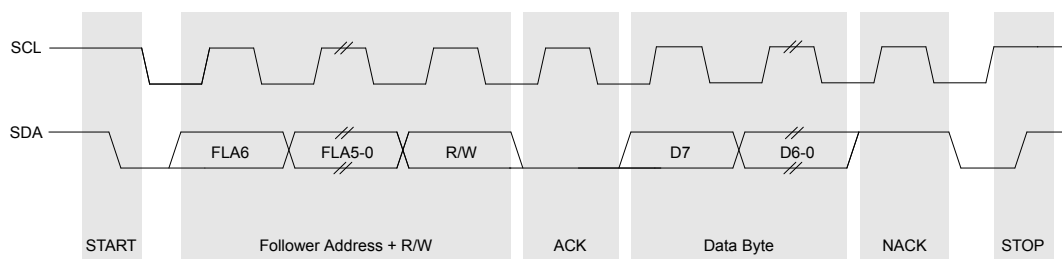 SCL
SDA
FLA6 FLA5-0 R/W D7 D6-0
START Follower Address + R/W ACK Data Byte NACK STOP